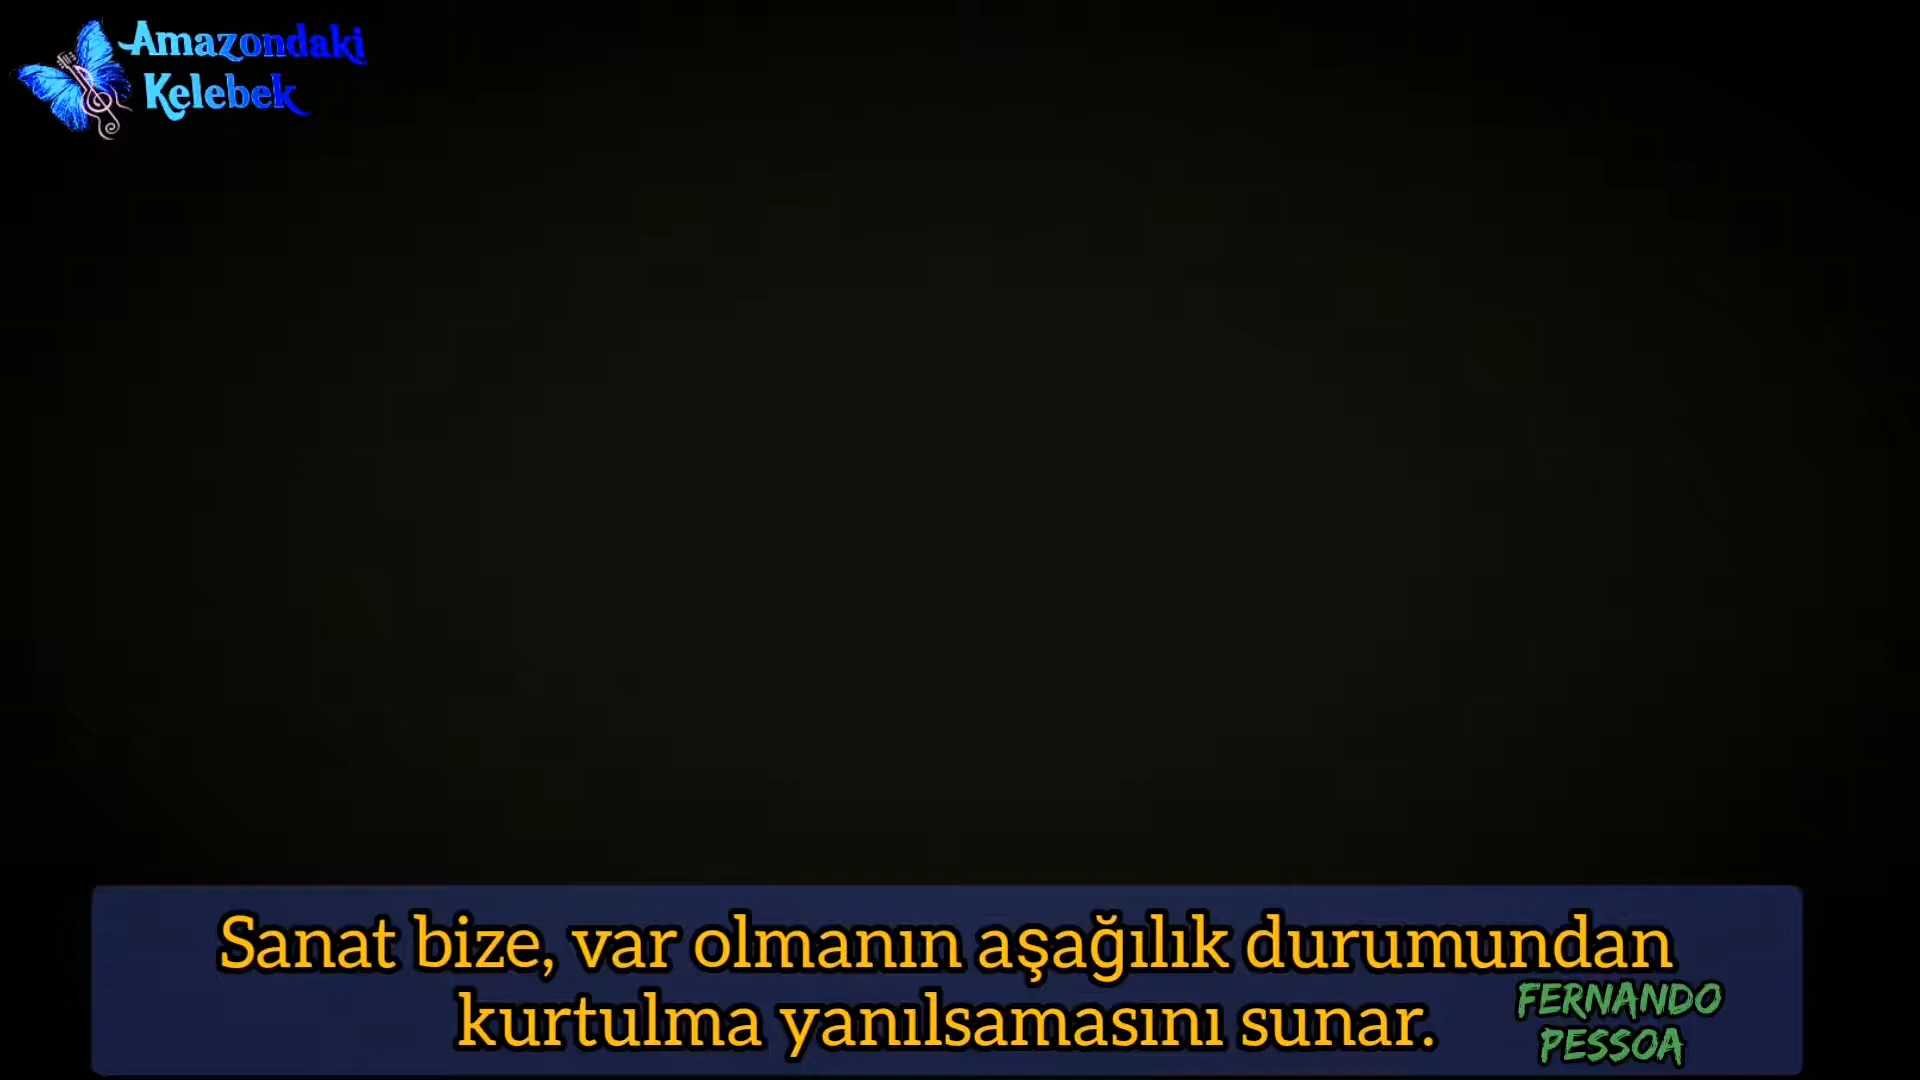 Amazondaki
Kelebek
Sanat bize, var olmanın aşağılık durumundan
kurtulma yanılsamasını sunar.
FERNANDO
PESSOA